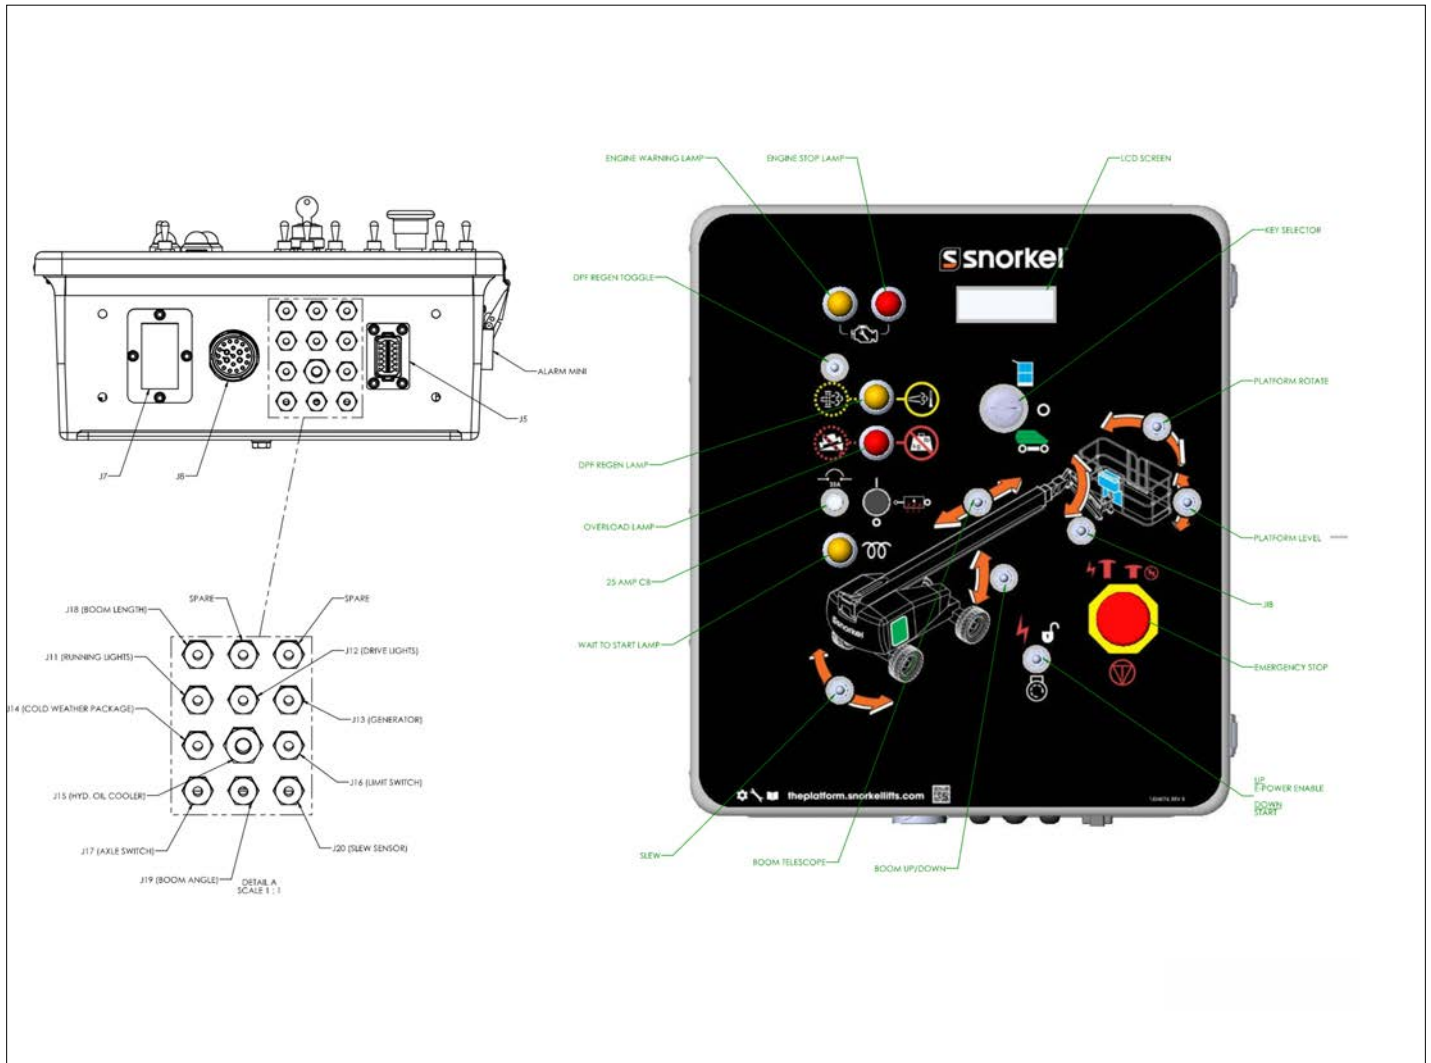 ENGINE WARNING LAMP
ENGINE STOP LAMP
LCD SCREEN
KEY SELECTOR
snorkel
DPF REGEN TOGGLE
ALARM MINI
PLATFORM ROTATE
J5
J7
J6
DPF REGEN LAMP
OVERLOAD LAMP
PLATFORM LEVEL
25 AMP CB
JIB
WAIT TO START LAMP
snorkel
EMERGENCY STOP
SPARE
SPARE
J18 (BOOM LENGTH)
J11 (RUNNING LIGHTS)
J12 (DRIVE LIGHTS)
J14 (COLD WEATHER PACKAGE)
J13 (GENERATOR)
J15 (HYD. OIL COOLER)
J16 (LIMIT SWITCH)
J17 (AXLE SWITCH)
J20 (SLEW SENSOR)
J19 (BOOM ANGLE)
DETAIL A
SCALE 1 : 1
UP
E-POWER ENABLE
DOWN
START
theplatform.snorkellifts.com
SLEW
BOOM TELESCOPE
BOOM UP/DOWN